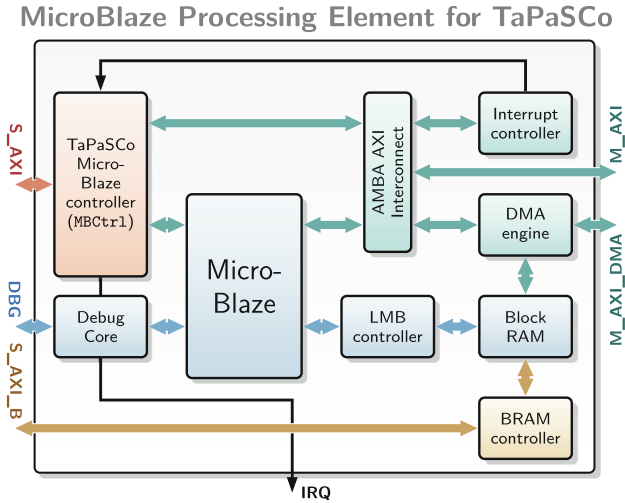 MicroBlaze Processing Element for TaPaSCo
S_AXI
TaPaSCo
Micro-
Blaze
controller
(MBCtrl)
AMBA AXI
Interconnect
Interrupt
controller
M_AXI
Micro-
Blaze
DMA
engine
M_AXI_DMA
DBG
Debug
Core
LMB
controller
Block
RAM
S_AXI_B
BRAM
controller
IRQ